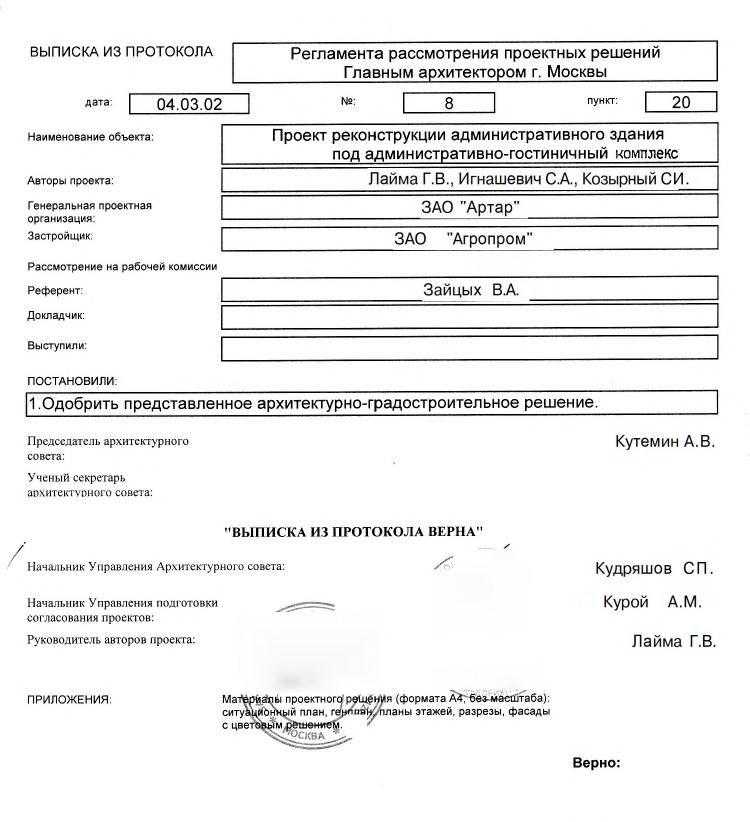 ВЫПИСКА ИЗ ПРОТОКОЛА
Регламента рассмотрения проектных решений
Главным архитектором г. Москвы
дата: 04.03.02 №: 8 пункт: 20
Наименование объекта: Проект реконструкции административного здания
под административно-гостиничный комплекс
Авторы проекта: Лайма Г.В., Игнашевич С.А., Козырный СИ.
Генеральная проектная
организация: ЗАО "Артар"
Застройщик: ЗАО "Агропром"
Рассмотрение на рабочей комиссии
Референт: Зайцых В.А.
Докладчик:
Выступили:
ПОСТАНОВИЛИ:
1.Одобрить представленное архитектурно-градостроительное решение.
Председатель архитектурного
совета: Кутемин А.В.
Ученый секретарь
архитектурного совета:
"ВЫПИСКА ИЗ ПРОТОКОЛА ВЕРНА"
Начальник Управления Архитектурного совета: Кудряшов СП.
Начальник Управления подготовки
согласования проектов: Курой А.М.
Руководитель авторов проекта: Лайма Г.В.
ПРИЛОЖЕНИЯ: Материалы проектного решения (формата А4, без масштаба):
ситуационный план, генплан, планы этажей, разрезы, фасады
с цветовым решением.
МОСКВА
Верно: